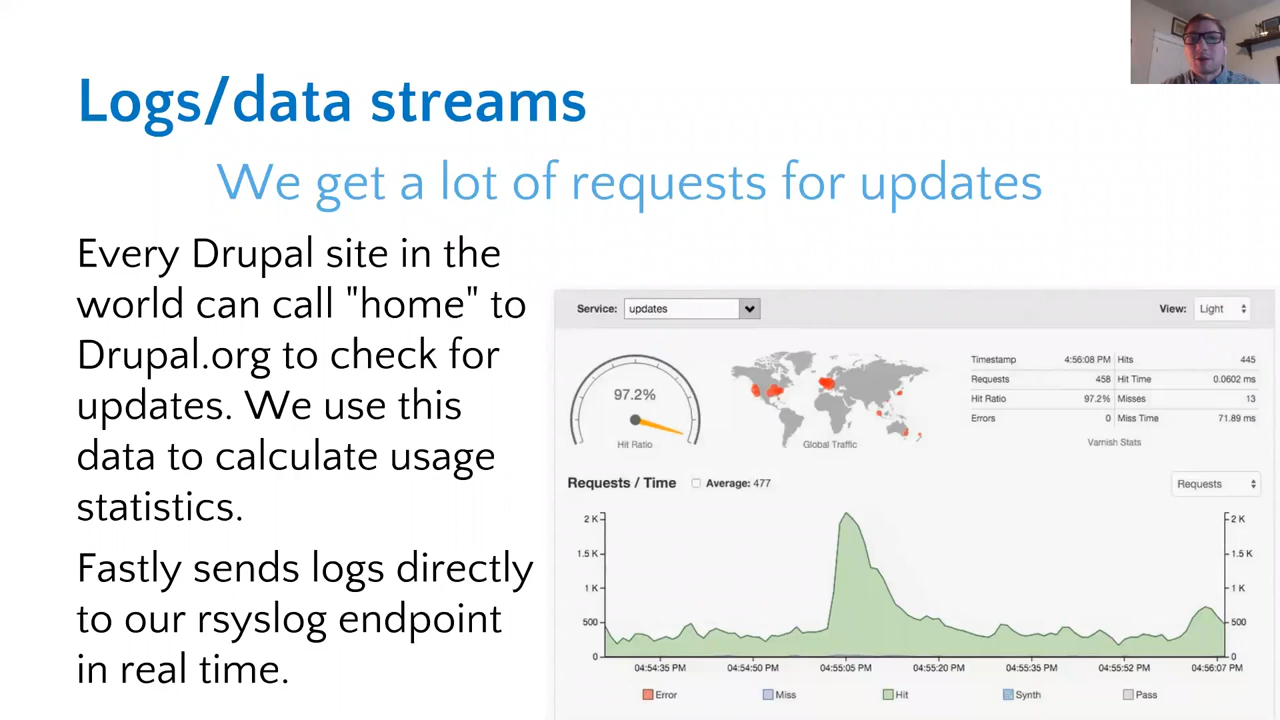 Logs/data streams
We get a lot of requests for updates
Every Drupal site in the
world can call "home" to
Drupal.org to check for
updates. We use this
data to calculate usage
statistics.
Fastly sends logs directly
to our rsyslog endpoint
in real time.
Service: updates View: Light
97.2%
Hit Ratio
Global Traffic
Timestamp 4:56:08 PM Hits 445
Requests 458 Hit Time 0.0602 ms
Hit Ratio 97.2% Misses 13
Errors 0 Miss Time 71.89 ms
Varnish Stats
Requests / Time Average: 477 Requests
2 K 2 K
1.5 K 1.5 K
1 K 1 K
500 500
0 0
04:54:35 PM 04:54:50 PM 04:55:05 PM 04:55:20 PM 04:55:35 PM 04:55:52 PM 04:56:07 PM
Error Miss Hit Synth Pass